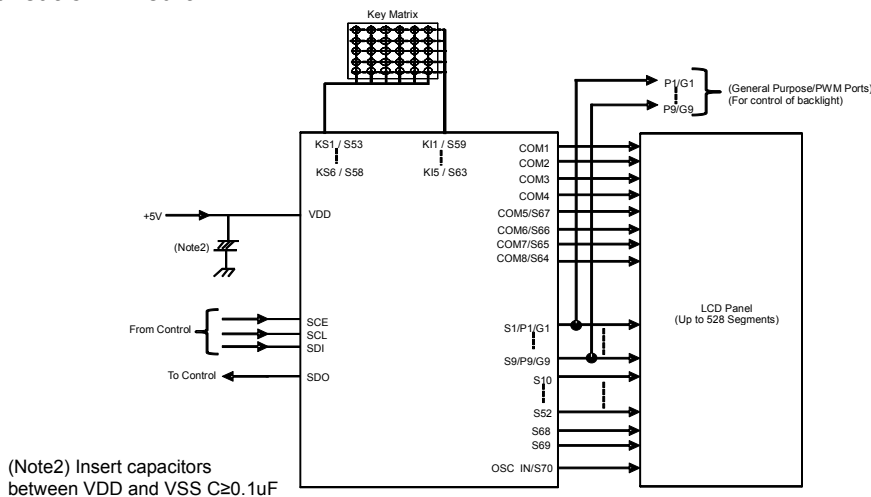 Key Matrix
P1/G1
P9/G9
(General Purpose/PWM Ports)
(For control of backlight)
KS1 / S53
KS6 / S58
KI1 / S59
KI5 / S63
COM1
COM2
COM3
COM4
COM5/S67
COM6/S66
COM7/S65
COM8/S64
+5V
VDD
(Note2)
From Control
SCE
SCL
SDI
To Control
SDO
S1/P1/G1
S9/P9/G9
S10
S52
S68
S69
OSC IN/S70
LCD Panel
(Up to 528 Segments)
(Note2) Insert capacitors
between VDD and VSS C≥0.1uF